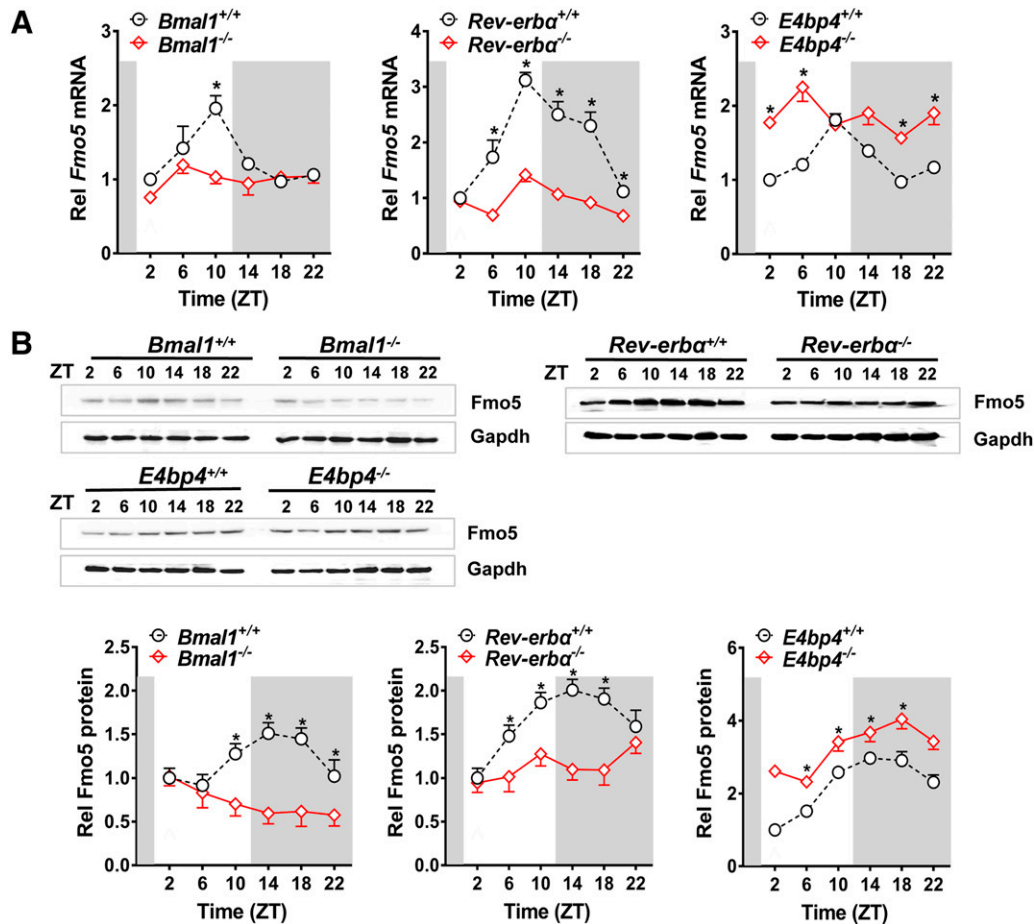 A
Bmal1+/+
Bmal1-/-
Rel Fmo5 mRNA
3
2
1
0
*
2 6 10 14 18 22
Time (ZT)
Rev-erbα+/+
Rev-erbα-/-
Rel Fmo5 mRNA
4
3
2
1
0
* * * * *
2 6 10 14 18 22
Time (ZT)
E4bp4+/+
E4bp4-/-
Rel Fmo5 mRNA
3
2
1
0
* * * *
2 6 10 14 18 22
Time (ZT)
B
Bmal1+/+ Bmal1-/-
ZT 2 6 10 14 18 22 2 6 10 14 18 22
Fmo5
Gapdh
Rev-erbα+/+ Rev-erbα-/-
ZT 2 6 10 14 18 22 2 6 10 14 18 22
Fmo5
Gapdh
E4bp4+/+ E4bp4-/-
ZT 2 6 10 14 18 22 2 6 10 14 18 22
Fmo5
Gapdh
Bmal1+/+
Bmal1-/-
Rel Fmo5 protein
2.5
2.0
1.5
1.0
0.5
0.0
* * * *
2 6 10 14 18 22
Time (ZT)
Rev-erbα+/+
Rev-erbα-/-
Rel Fmo5 protein
2.5
2.0
1.5
1.0
0.5
0.0
* * * *
2 6 10 14 18 22
Time (ZT)
E4bp4+/+
E4bp4-/-
Rel Fmo5 protein
6
4
2
0
* * * *
2 6 10 14 18 22
Time (ZT)